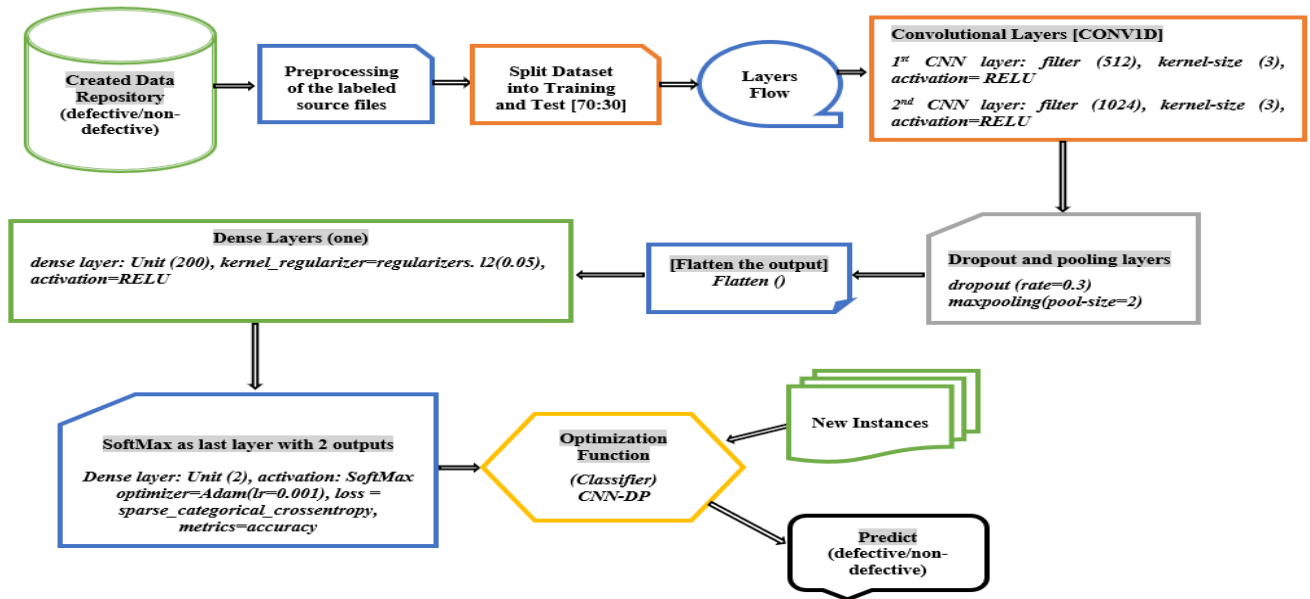 Created Data
Repository
(defective/non-
defective)
Preprocessing
of the labeled
source files
Split Dataset
into Training
and Test [70:30]
Layers
Flow
Convolutional Layers [CONV1D]
1st CNN layer: filter (512), kernel-size (3),
activation= RELU
2nd CNN layer: filter (1024), kernel-size (3),
activation=RELU
Dropout and pooling layers
dropout (rate=0.3)
maxpooling(pool-size=2)
[Flatten the output]
Flatten ()
Dense Layers (one)
dense layer: Unit (200), kernel_regularizer=regularizers. l2(0.05),
activation=RELU
SoftMax as last layer with 2 outputs
Dense layer: Unit (2), activation: SoftMax
optimizer=Adam(lr=0.001), loss =
sparse_categorical_crossentropy,
metrics=accuracy
Optimization
Function
(Classifier)
CNN-DP
New Instances
Predict
(defective/non-
defective)